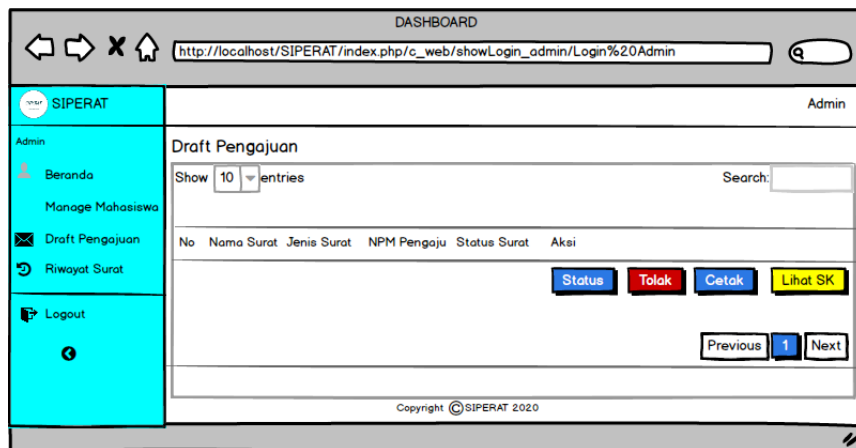 DASHBOARD
http://localhost/SIPERAT/index.php/c_web/showLogin_admin/Login%20Admin
SIPERAT
Admin
Admin
Beranda
Manage Mahasiswa
Draft Pengajuan
Riwayat Surat
Logout
Draft Pengajuan
Show 10 entries Search:
No Nama Surat Jenis Surat NPM Pengaju Status Surat Aksi
Status Tolak Cetak Lihat SK
Previous 1 Next
Copyright ©SIPERAT 2020